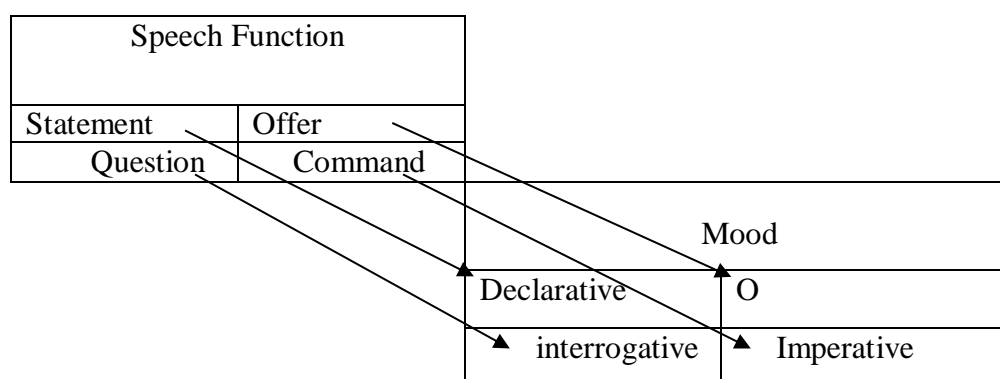 Speech Function
Statement Offer
Question Command
Mood
Declarative O
interrogative Imperative